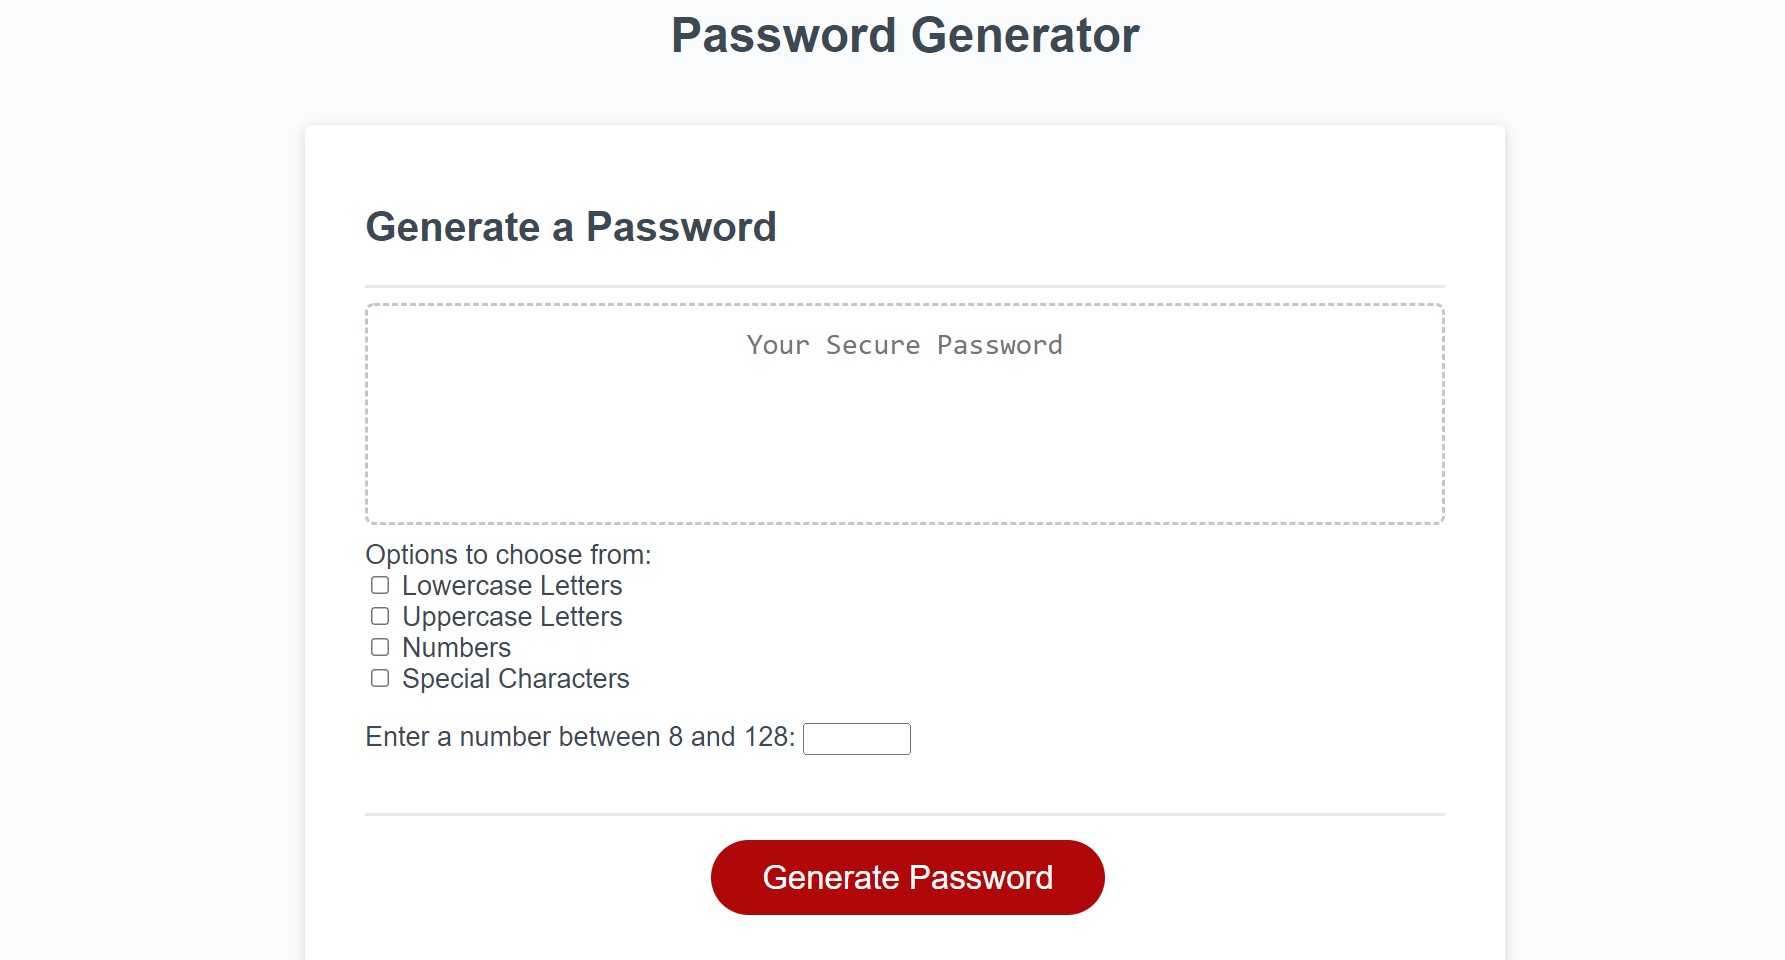 Password Generator
Generate a Password
Your Secure Password
Options to choose from:
Lowercase Letters
Uppercase Letters
Numbers
Special Characters
Enter a number between 8 and 128:
Generate Password